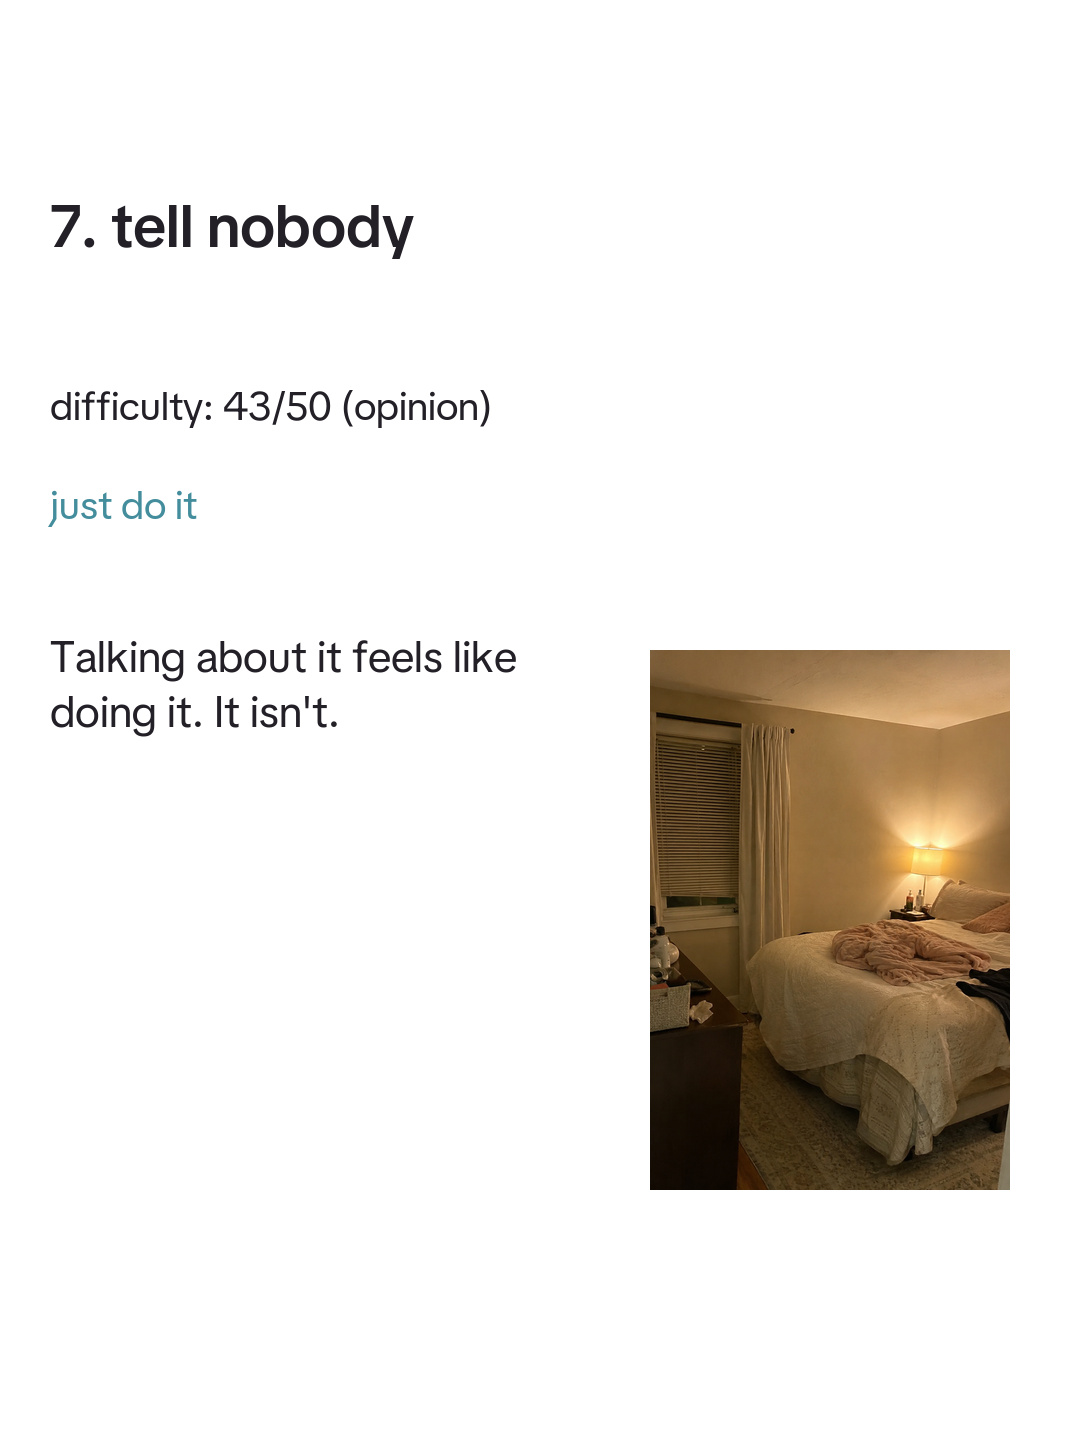 7. tell nobody
difficulty: 43/50 (opinion)
just do it
Talking about it feels like
doing it. It isn't.